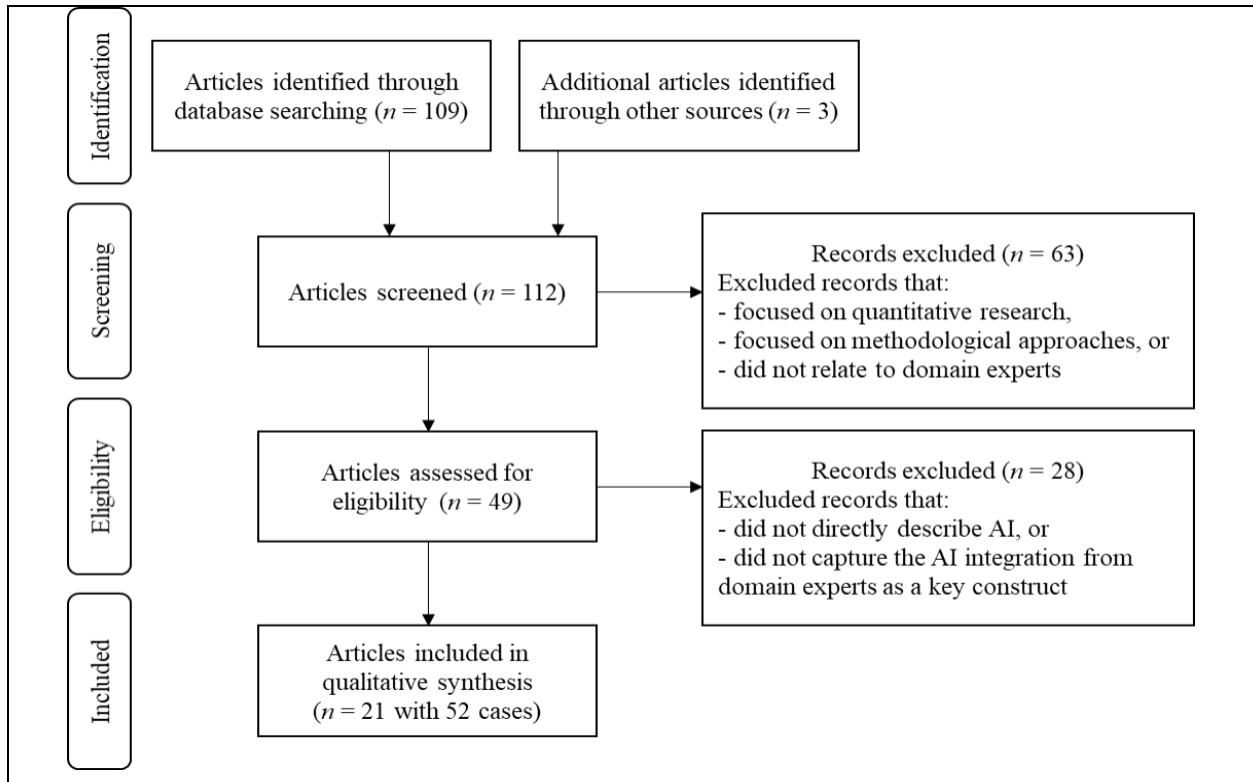 Identification
Articles identified through
database searching (n = 109)
Additional articles identified
through other sources (n = 3)
Screening
Articles screened (n = 112)
Records excluded (n = 63)
Excluded records that:
- focused on quantitative research,
- focused on methodological approaches, or
- did not relate to domain experts
Eligibility
Articles assessed for
eligibility (n = 49)
Records excluded (n = 28)
Excluded records that:
- did not directly describe AI, or
- did not capture the AI integration from
domain experts as a key construct
Included
Articles included in
qualitative synthesis
(n = 21 with 52 cases)